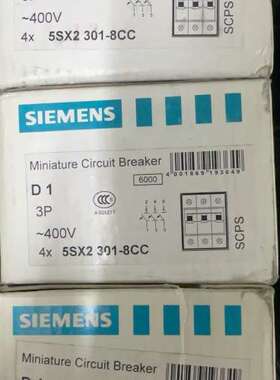 ~400V
4x 5SX2 301-8CC
SCPS
SIEMENS
Miniature Circuit Breaker
D 1
6000
3P
~400V
4x 5SX2 301-8CC
SCPS
SIEMENS
Miniature Circuit Breaker